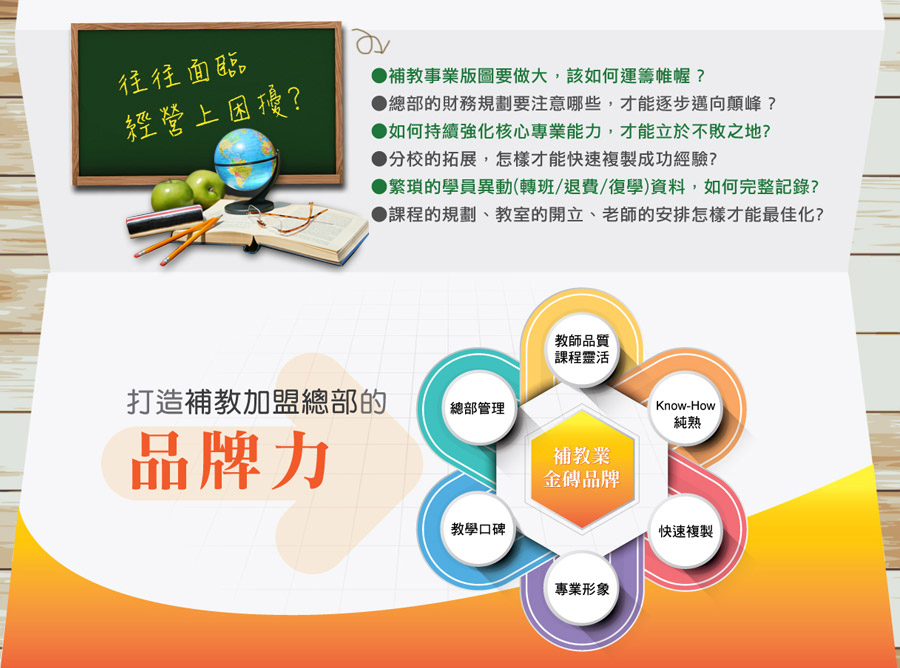 往往面臨
經營上困擾?
●補教事業版圖要做大，該如何運籌帷幄？
●總部的財務規劃要注意哪些，才能逐步邁向顛峰？
●如何持續強化核心專業能力，才能立於不敗之地?
●分校的拓展，怎樣才能快速複製成功經驗?
●繁瑣的學員異動(轉班/退費/復學)資料，如何完整記錄?
●課程的規劃、教室的開立、老師的安排怎樣才能最佳化?
打造補教加盟總部的
品牌力
教師品質
課程靈活
總部管理
Know-How
純熟
補教業
金磚品牌
教學口碑
快速複製
專業形象